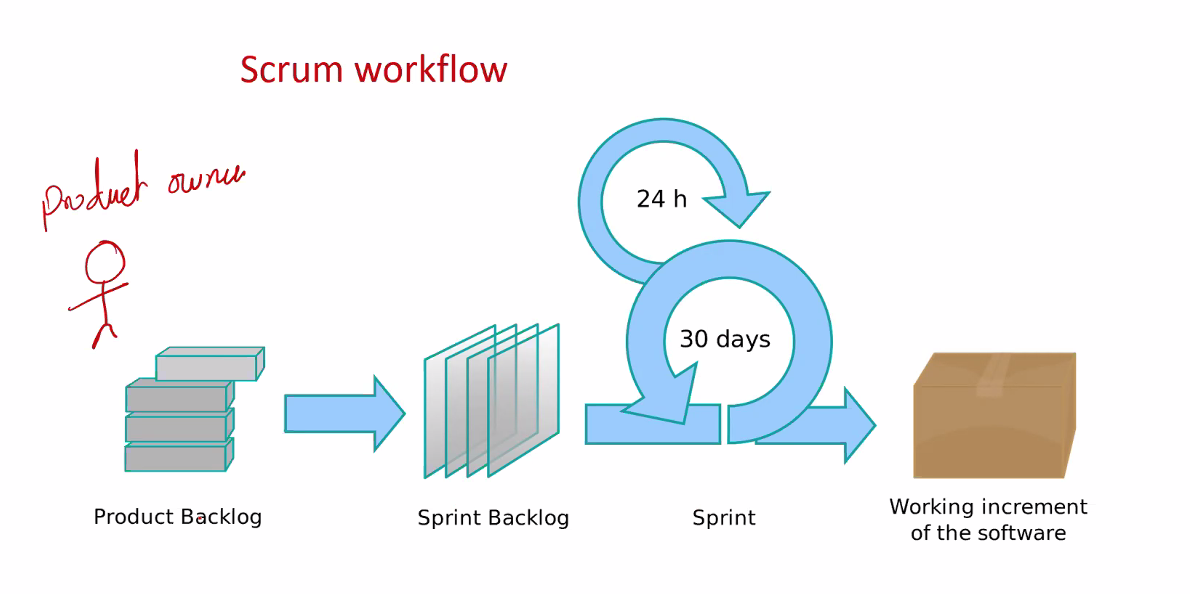 Scrum workflow
Product owner
24 h
30 days
Product Backlog
Sprint Backlog
Sprint
Working increment
of the software